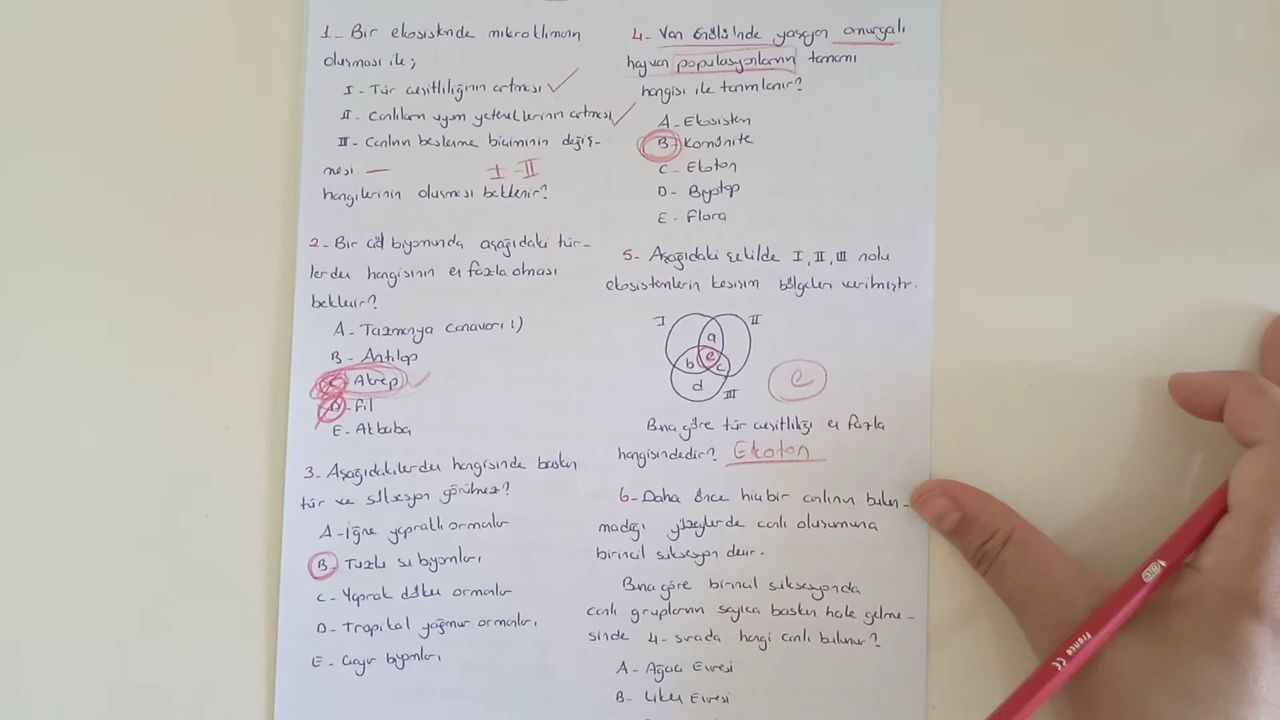 1- Bir ekosistemde mikroklimanın
oluşması ile;
I- Tür çeşitliliğinin artması
II- Canlıların uyum yeteneklerinin artması
III- Canlının beslenme biçiminin değiş-
mesi
I-II
hangilerinin oluşması beklenir?
2- Bir çöl biyomunda aşağıdaki tür-
lerden hangisinin en fazla olması
beklenir?
A- Tazmanya canavarı :)
B- Antilop
C- Akrep
D- Fil
E- Akbaba
3- Aşağıdakilerden hangisinde baskın
tür ve süksesyon görülmez?
A- İğne yapraklı ormanlar
B- Tuzlu su biyomları
C- Yaprak döken ormanlar
D- Tropikal yağmur ormanları
E- Çayır biyomları
4- Van Gölü'nde yaşayan omurgalı
hayvan populasyonlarının tamamı
hangisi ile tanımlanır?
A- Ekosistem
B- Komünite
C- Ekoton
D- Biyotop
E- Flora
5- Aşağıdaki şekilde I, II, III nolu
ekosistemlerin kesişim bölgeleri verilmiştir.
I II
a
b e c
d
III
e
Buna göre tür çeşitliliği en fazla
hangisindedir? Ekoton
6- Daha önce hiçbir canlının bulun-
madığı yüzeylerde canlı oluşumuna
birincil süksesyon denir.
Buna göre birincil süksesyonda
canlı gruplarının sayıca baskın hale gelme-
sinde 4. sırada hangi canlı bulunur?
A- Ağaç Evresi
B- Liken Evresi